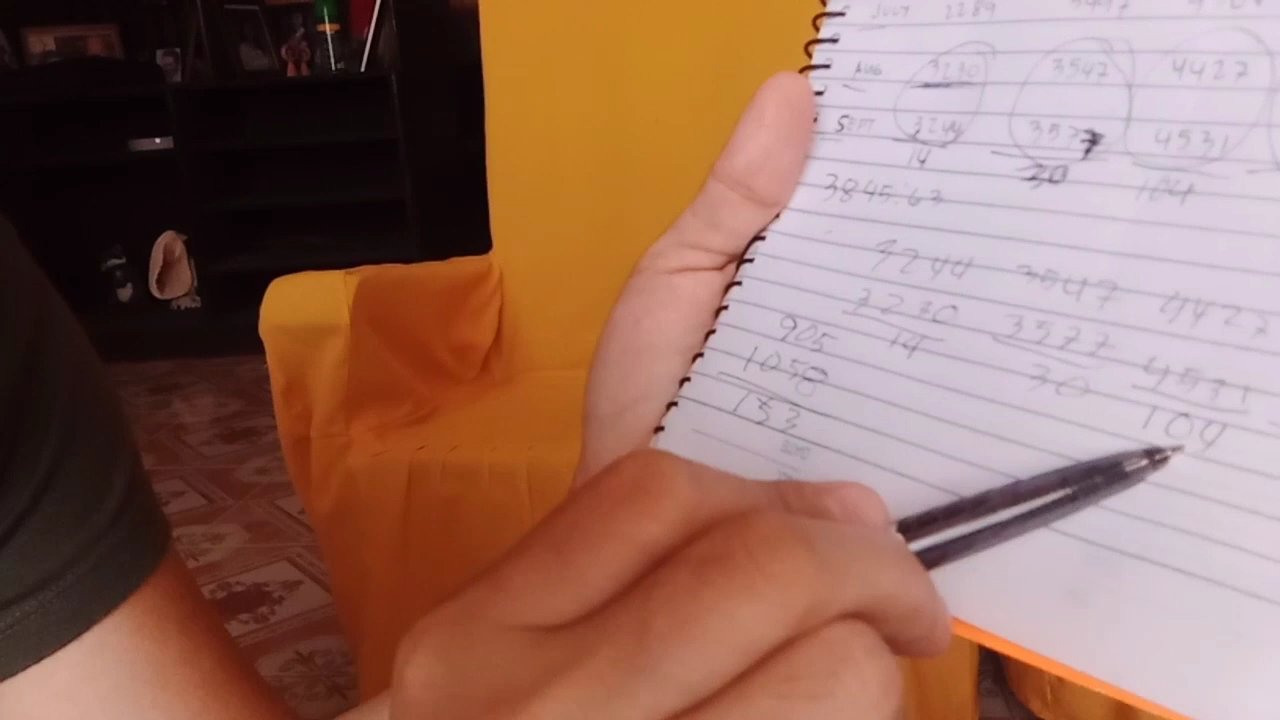 JULY 2289
AUG 3230 3547 4427
SEPT 3244 3577 4531
14 30 104
3845.63
3244 3547 4427
3230 3577 4531
14 30 104
905
1058
153